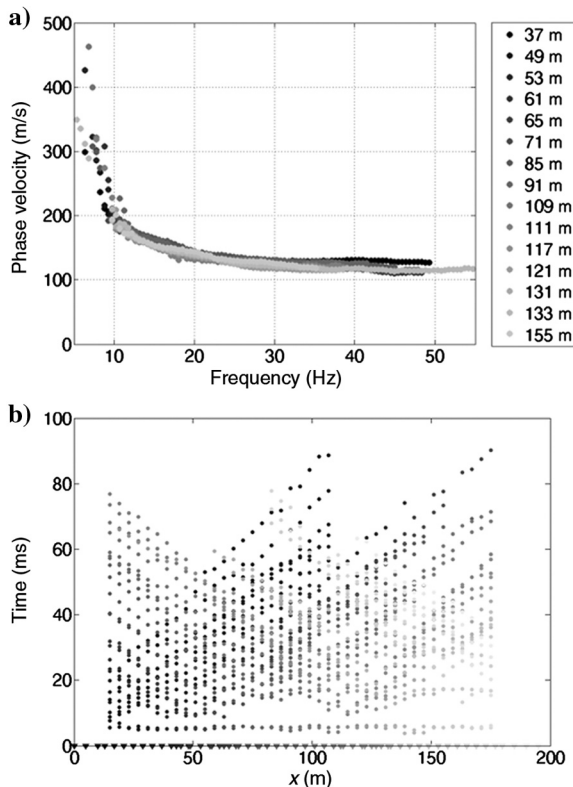 a)
500
400
300
200
100
0
Phase velocity (m/s)
10
20
30
40
50
Frequency (Hz)
37 m
49 m
53 m
61 m
65 m
71 m
85 m
91 m
109 m
111 m
117 m
121 m
131 m
133 m
155 m
b)
100
80
60
40
20
0
Time (ms)
0
50
100
150
200
x (m)